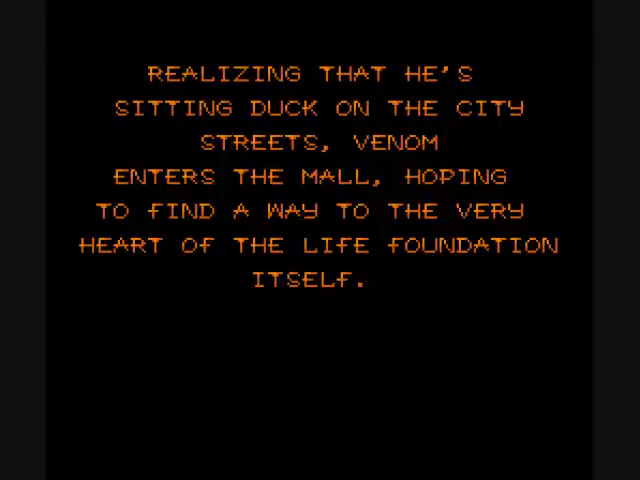 REALIZING THAT HE'S
SITTING DUCK ON THE CITY
STREETS, VENOM
ENTERS THE MALL, HOPING
TO FIND A WAY TO THE VERY
HEART OF THE LIFE FOUNDATION
ITSELF.